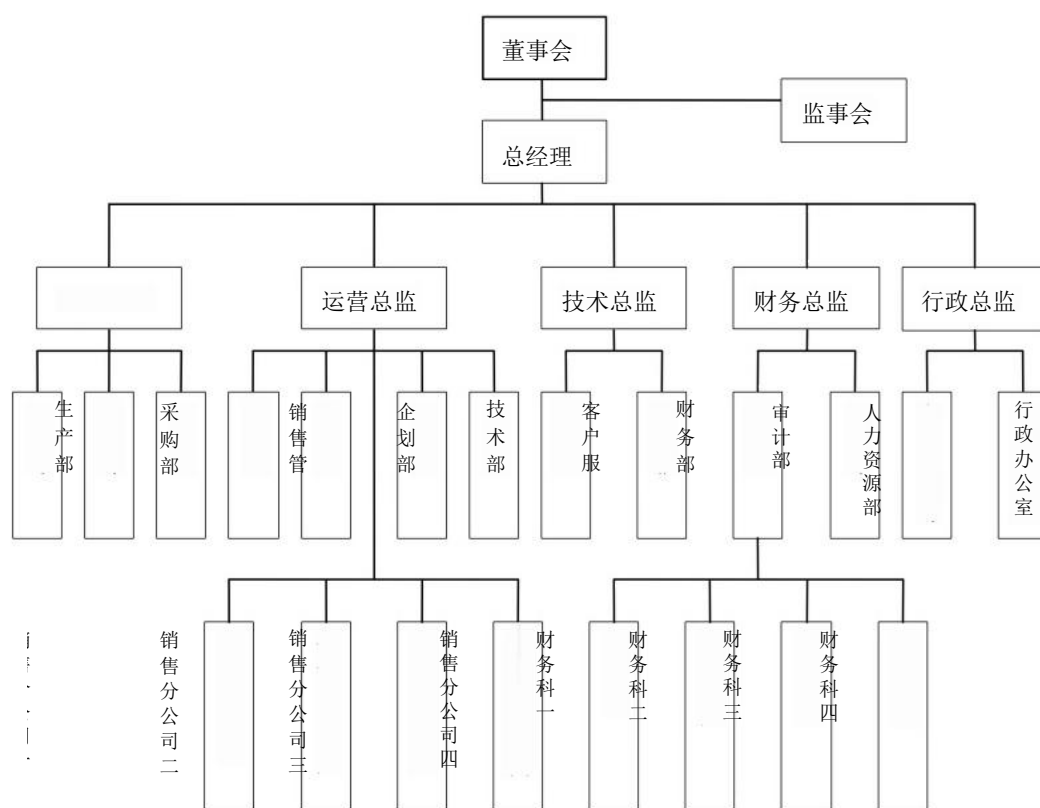 董事会
监事会
总经理
运营总监
技术总监
财务总监
行政总监
生产部
采购部
销售管
企划部
技术部
客户服
财务部
审计部
人力资源部
行政办公室
销售分公司二
销售分公司三
销售分公司四
财务科一
财务科二
财务科三
财务科四